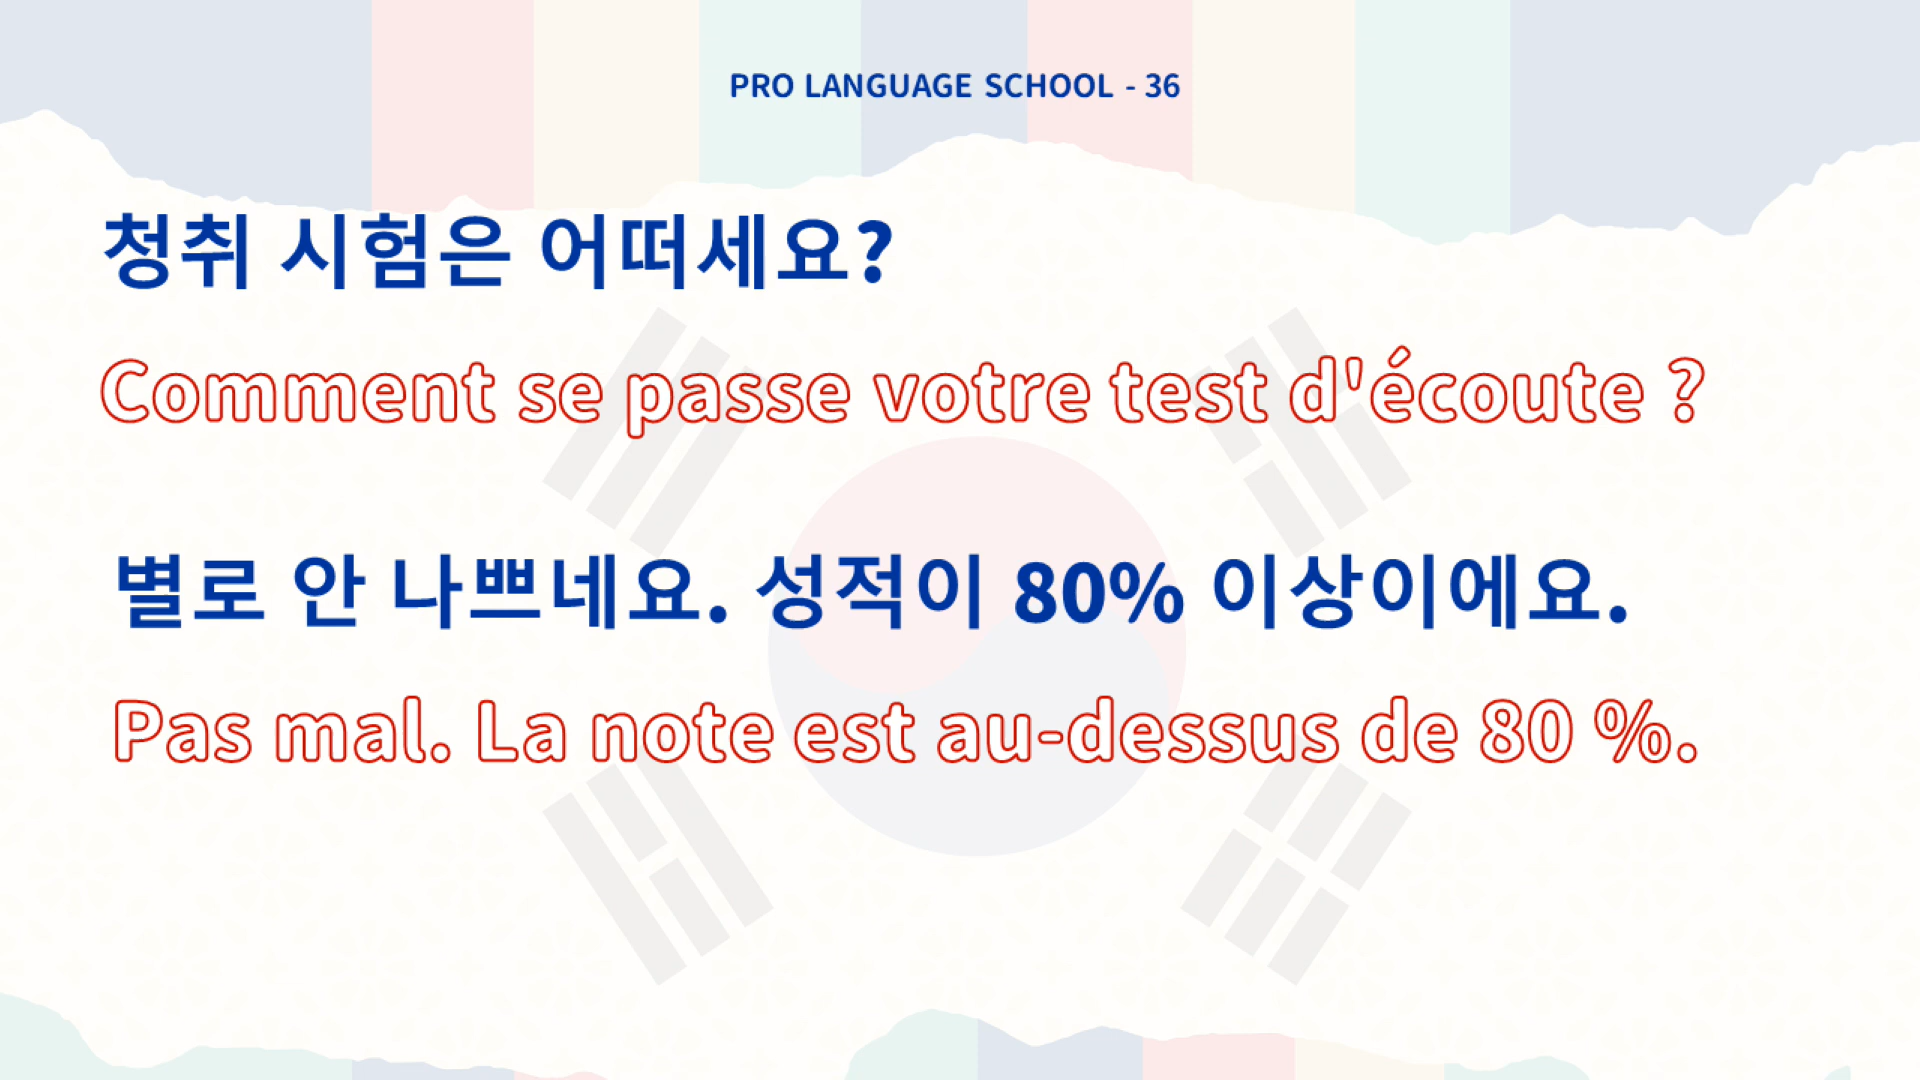 PRO LANGUAGE SCHOOL - 36
청취 시험은 어떠세요?
Comment se passe votre test d'écoute ?
별로 안 나쁘네요. 성적이 80% 이상이에요.
Pas mal. La note est au-dessus de 80 %.